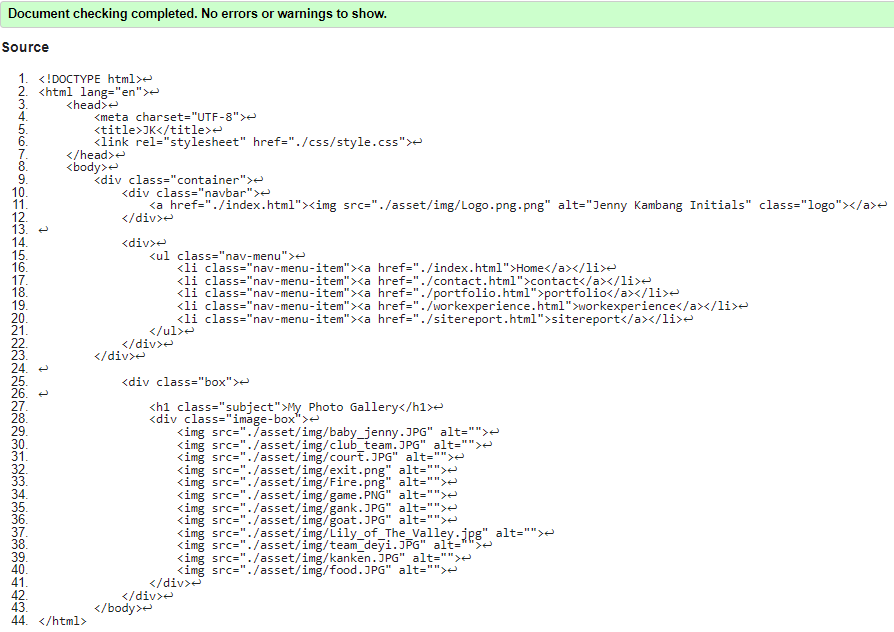 Document checking completed. No errors or warnings to show.
Source
1. <!DOCTYPE html>↩
2. <html lang="en">↩
3.     <head>↩
4.         <meta charset="UTF-8">↩
5.         <title>JK</title>↩
6.         <link rel="stylesheet" href="./css/style.css">↩
7.     </head>↩
8.     <body>↩
9.         <div class="container">↩
10.             <div class="navbar">↩
11.                 <a href="./index.html"><img src="./asset/img/Logo.png.png" alt="Jenny Kambang Initials" class="logo"></a>↩
12.             </div>↩
13. ↩
14.             <div>↩
15.                 <ul class="nav-menu">↩
16.                     <li class="nav-menu-item"><a href="./index.html">Home</a></li>↩
17.                     <li class="nav-menu-item"><a href="./contact.html">contact</a></li>↩
18.                     <li class="nav-menu-item"><a href="./portfolio.html">portfolio</a></li>↩
19.                     <li class="nav-menu-item"><a href="./workexperience.html">workexperience</a></li>↩
20.                     <li class="nav-menu-item"><a href="./sitereport.html">sitereport</a></li>↩
21.                 </ul>↩
22.             </div>↩
23.         </div>↩
24. ↩
25.             <div class="box">↩
26. ↩
27.                 <h1 class="subject">My Photo Gallery</h1>↩
28.                 <div class="image-box">↩
29.                     <img src="./asset/img/baby_jenny.JPG" alt="">↩
30.                     <img src="./asset/img/club_team.JPG" alt="">↩
31.                     <img src="./asset/img/court.JPG" alt="">↩
32.                     <img src="./asset/img/exit.png" alt="">↩
33.                     <img src="./asset/img/Fire.png" alt="">↩
34.                     <img src="./asset/img/game.PNG" alt="">↩
35.                     <img src="./asset/img/gank.JPG" alt="">↩
36.                     <img src="./asset/img/goat.JPG" alt="">↩
37.                     <img src="./asset/img/Lily_of_The_Valley.jpg" alt="">↩
38.                     <img src="./asset/img/team_deyi.JPG" alt="">↩
39.                     <img src="./asset/img/kanken.JPG" alt="">↩
40.                     <img src="./asset/img/food.JPG" alt="">↩
41.                 </div>↩
42.             </div>↩
43.         </body>↩
44. </html>